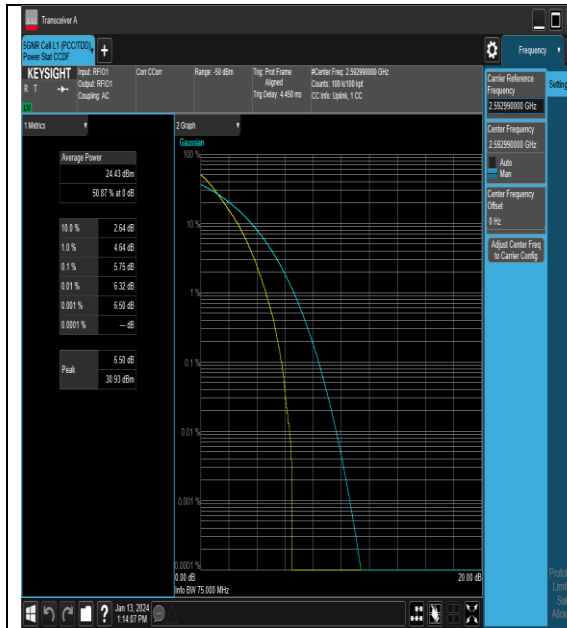 Transceiver A
5GNR Cell L1 (PCC/TDD),
Power Stat CCDF
Frequency
KEYSIGHT
R T
Input: RFIO1
Output: RFIO1
Coupling: AC
Corr CCorr
Range: -50 dBm
Trig: Prot Frame
Aligned
Trig Delay: 4.450 ms
#Center Freq: 2.592990000 GHz
Counts: 100 k/100 kpt
CC Info: Uplink, 1 CC
Carrier Reference
Frequency
2.592990000 GHz
Center Frequency
2.592990000 GHz
Auto
Man
Center Frequency
Offset
0 Hz
Adjust Center Freq
to Carrier Config
1 Metrics
Average Power
24.43 dBm
50.87 % at 0 dB
10.0 % 2.64 dB
1.0 % 4.64 dB
0.1 % 5.75 dB
0.01 % 6.32 dB
0.001 % 6.50 dB
0.0001 % --- dB
Peak
6.50 dB
30.93 dBm
2 Graph
Gaussian
100 %
10 %
1 %
0.1 %
0.01 %
0.001 %
0.0001 %
0.00 dB
20.00 dB
Info BW 75.000 MHz
Jan 13, 2024
1:14:07 PM